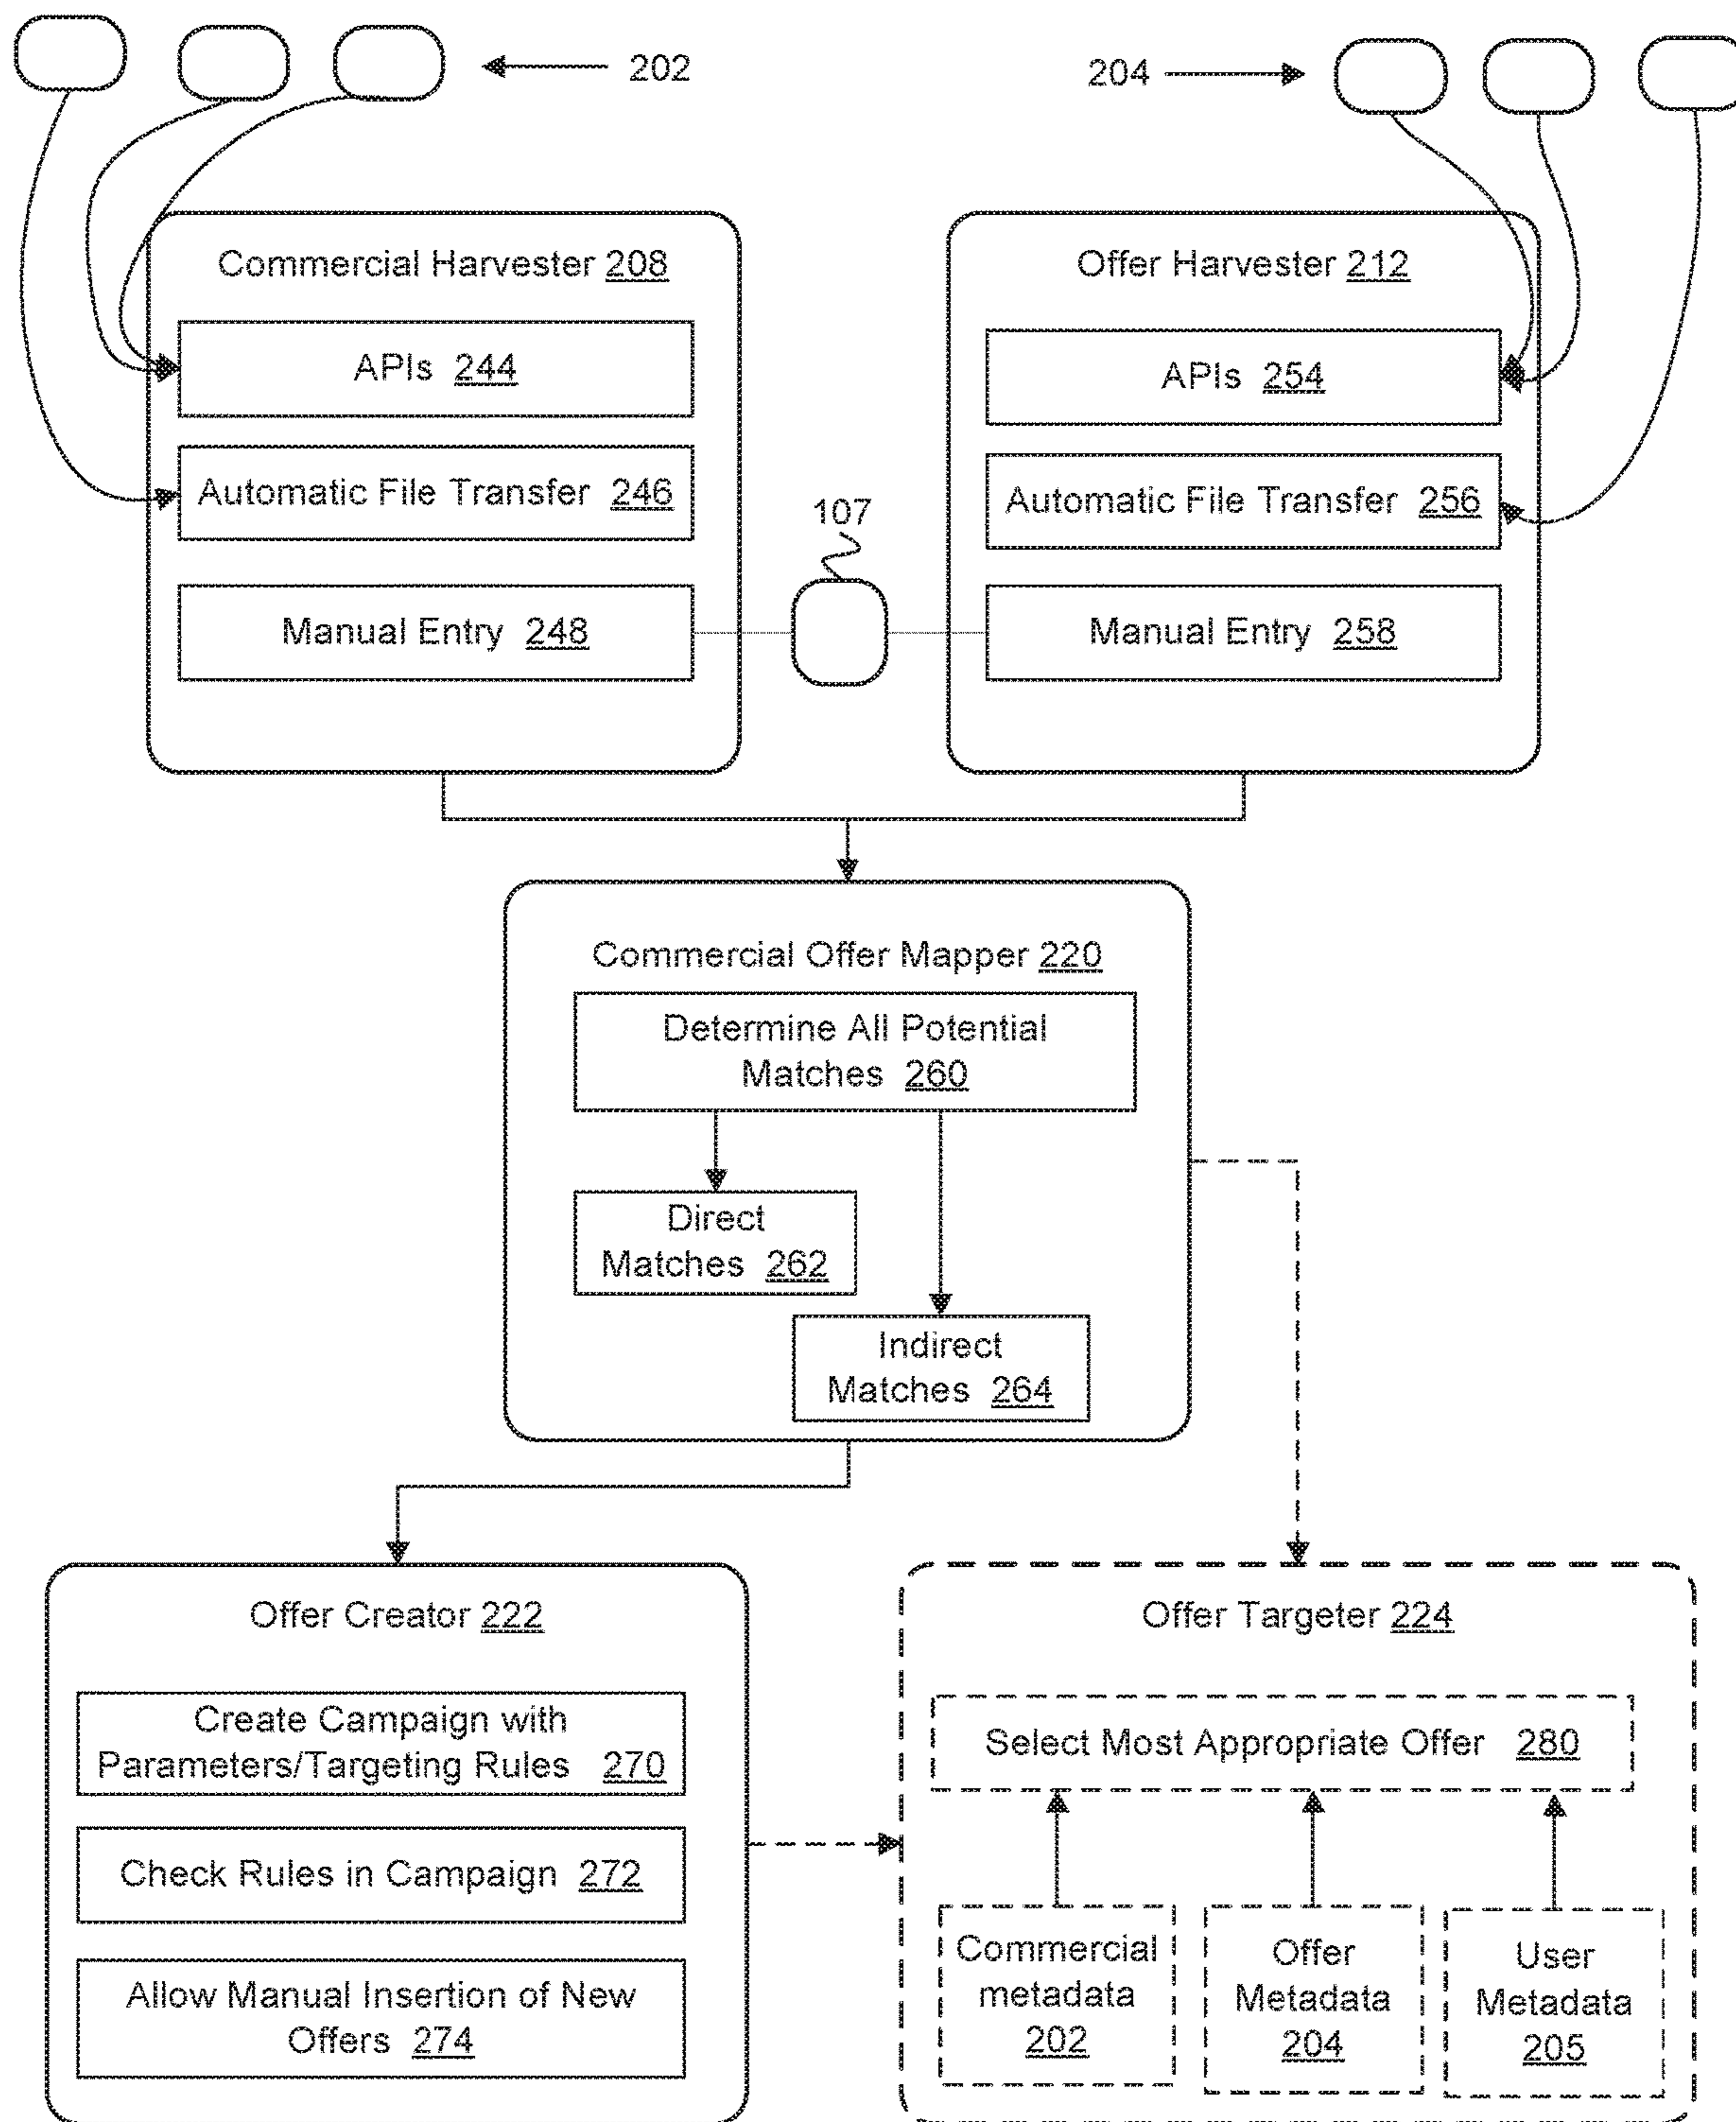 202
204
Commercial Harvester 208
APIs 244
Automatic File Transfer 246
Manual Entry 248
107
Offer Harvester 212
APIs 254
Automatic File Transfer 256
Manual Entry 258
Commercial Offer Mapper 220
Determine All Potential
Matches 260
Direct
Matches 262
Indirect
Matches 264
Offer Creator 222
Create Campaign with
Parameters/Targeting Rules 270
Check Rules in Campaign 272
Allow Manual Insertion of New
Offers 274
Offer Targeter 224
Select Most Appropriate Offer 280
Commercial
metadata
202
Offer
Metadata
204
User
Metadata
205